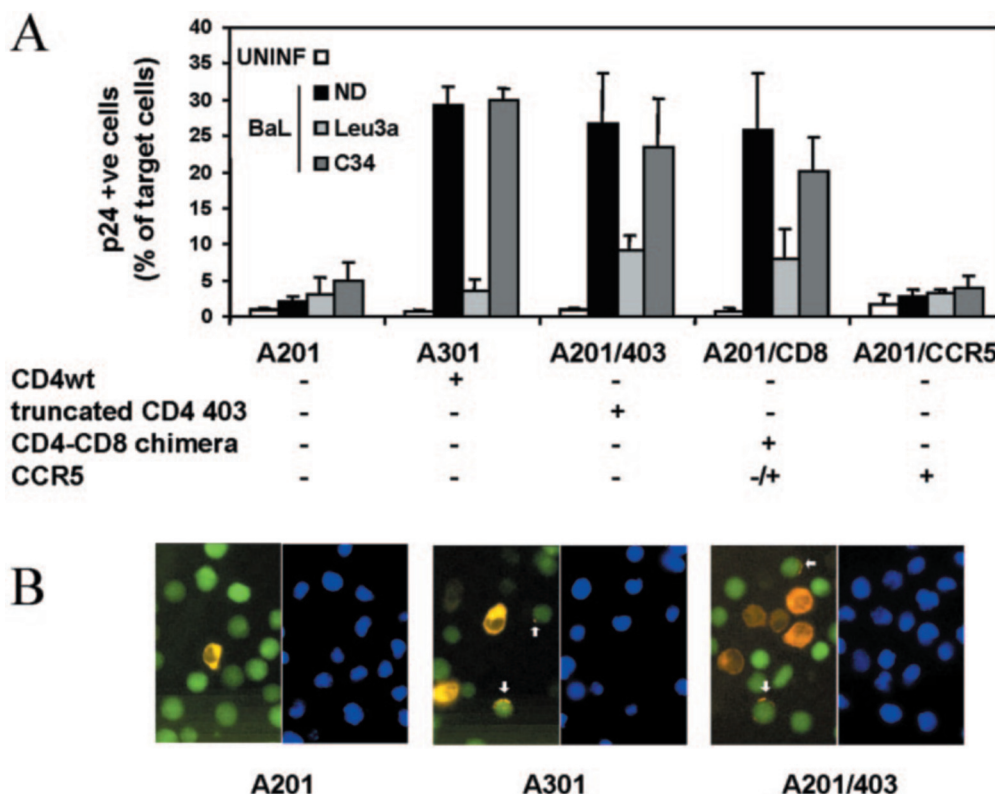 A
p24 +ve cells
(% of target cells)
40
35
30
25
20
15
10
5
0
UNINF
BaL
ND
Leu3a
C34
A201 A301 A201/403 A201/CD8 A201/CCR5
CD4wt - + - - -
truncated CD4 403 - - + - -
CD4-CD8 chimera - - - + -
CCR5 - - - -/+ +
B
A201 A301 A201/403